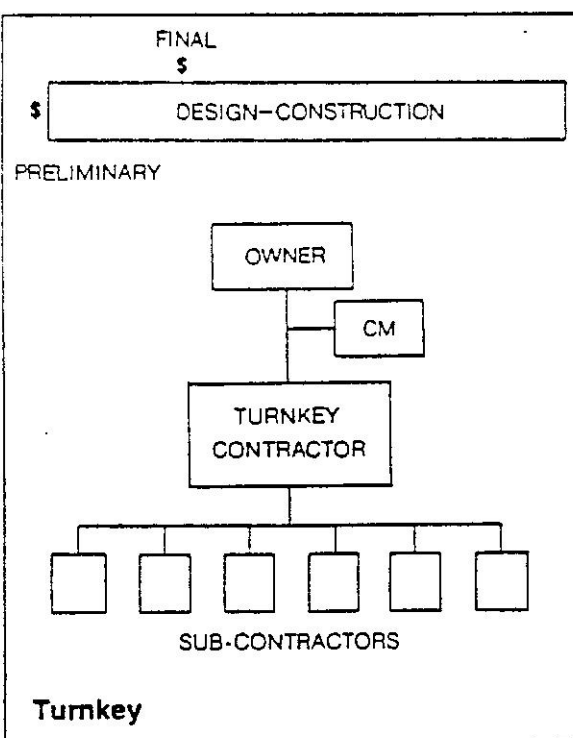 FINAL
$
$ DESIGN-CONSTRUCTION
PRELIMINARY
OWNER
CM
TURNKEY
CONTRACTOR
SUB-CONTRACTORS
Turnkey